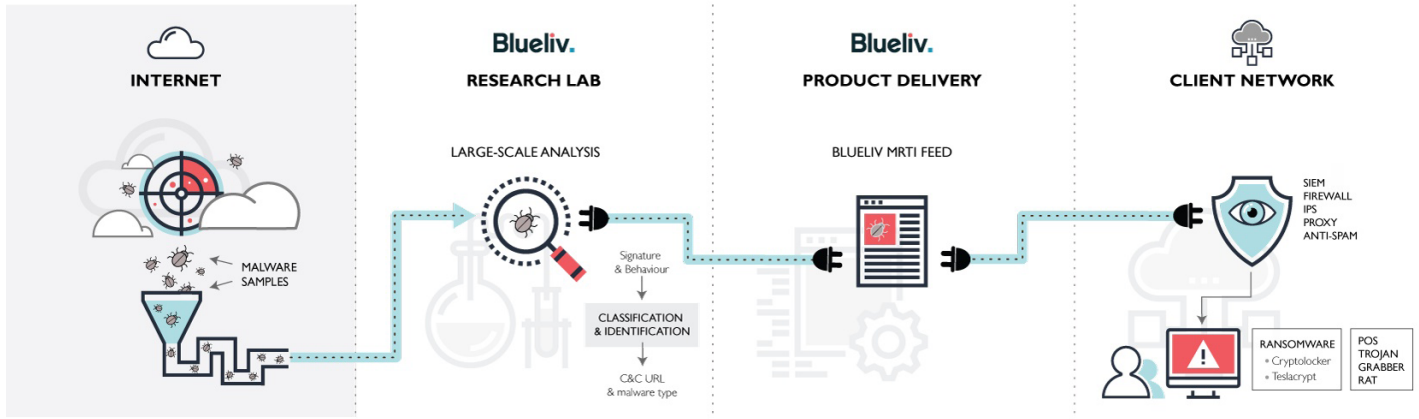 INTERNET
MALWARE
SAMPLES
Blueliv.
RESEARCH LAB
LARGE-SCALE ANALYSIS
Signature
& Behaviour
CLASSIFICATION
& IDENTIFICATION
C&C URL
& malware type
Blueliv.
PRODUCT DELIVERY
BLUELIV MRTI FEED
CLIENT NETWORK
SIEM
FIREWALL
IPS
PROXY
ANTI-SPAM
RANSOMWARE
• Cryptolocker
• Teslacrypt
POS
TROJAN
GRABBER
RAT